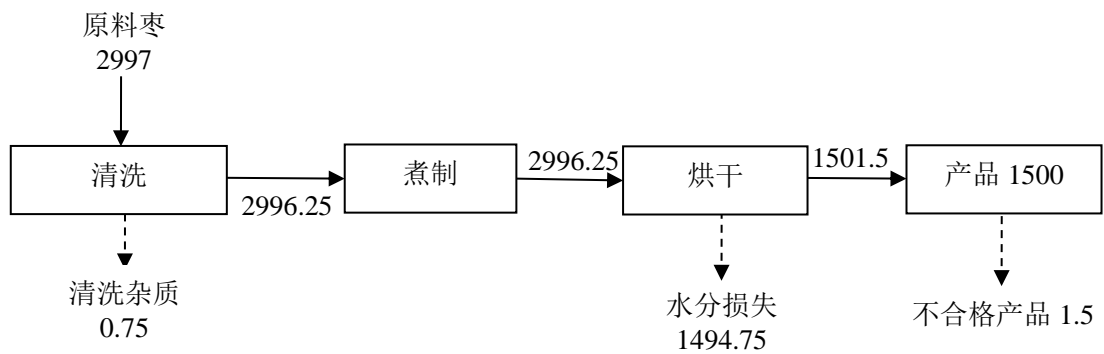 原料枣
2997
清洗
2996.25
煮制
2996.25
烘干
1501.5
产品 1500
清洗杂质
0.75
水分损失
1494.75
不合格产品 1.5